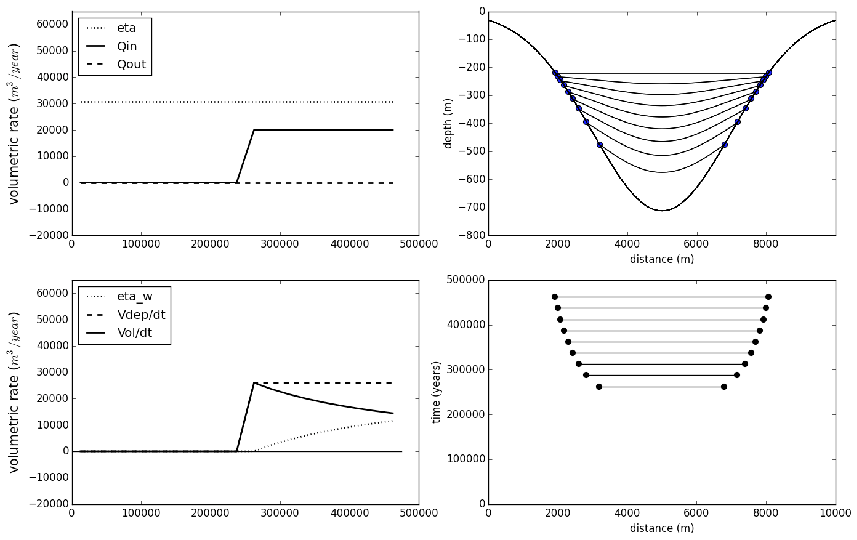 volumetric rate (m³/year)
60000
50000
40000
30000
20000
10000
0
−10000
−20000
eta
Qin
Qout
0 100000 200000 300000 400000 500000
depth (m)
0
−100
−200
−300
−400
−500
−600
−700
−800
0 2000 4000 6000 8000
distance (m)
volumetric rate (m³/year)
60000
50000
40000
30000
20000
10000
0
−10000
−20000
eta_w
Vdep/dt
Vol/dt
0 100000 200000 300000 400000 500000
time (years)
500000
400000
300000
200000
100000
0
0 2000 4000 6000 8000 10000
distance (m)